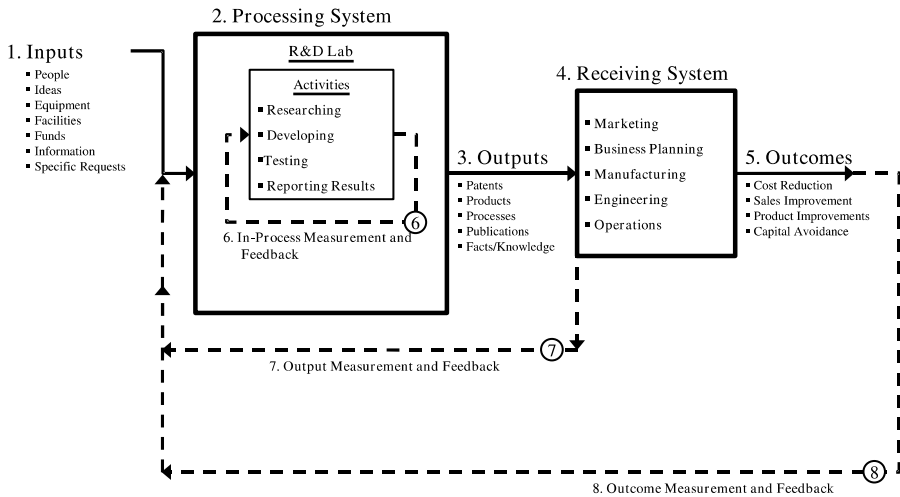 1. Inputs
▪ People
▪ Ideas
▪ Equipment
▪ Facilities
▪ Funds
▪ Information
▪ Specific Requests
2. Processing System
R&D Lab
Activities
▪ Researching
▪ Developing
▪ Testing
▪ Reporting Results
6
6. In-Process Measurement and
Feedback
3. Outputs
▪ Patents
▪ Products
▪ Processes
▪ Publications
▪ Facts/Knowledge
4. Receiving System
▪ Marketing
▪ Business Planning
▪ Manufacturing
▪ Engineering
▪ Operations
5. Outcomes
▪ Cost Reduction
▪ Sales Improvement
▪ Product Improvements
▪ Capital Avoidance
7
7. Output Measurement and Feedback
8
8. Outcome Measurement and Feedback